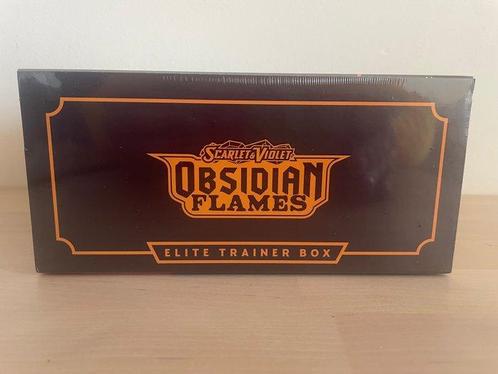 SCARLET & VIOLET
OBSIDIAN
FLAMES
ELITE TRAINER BOX